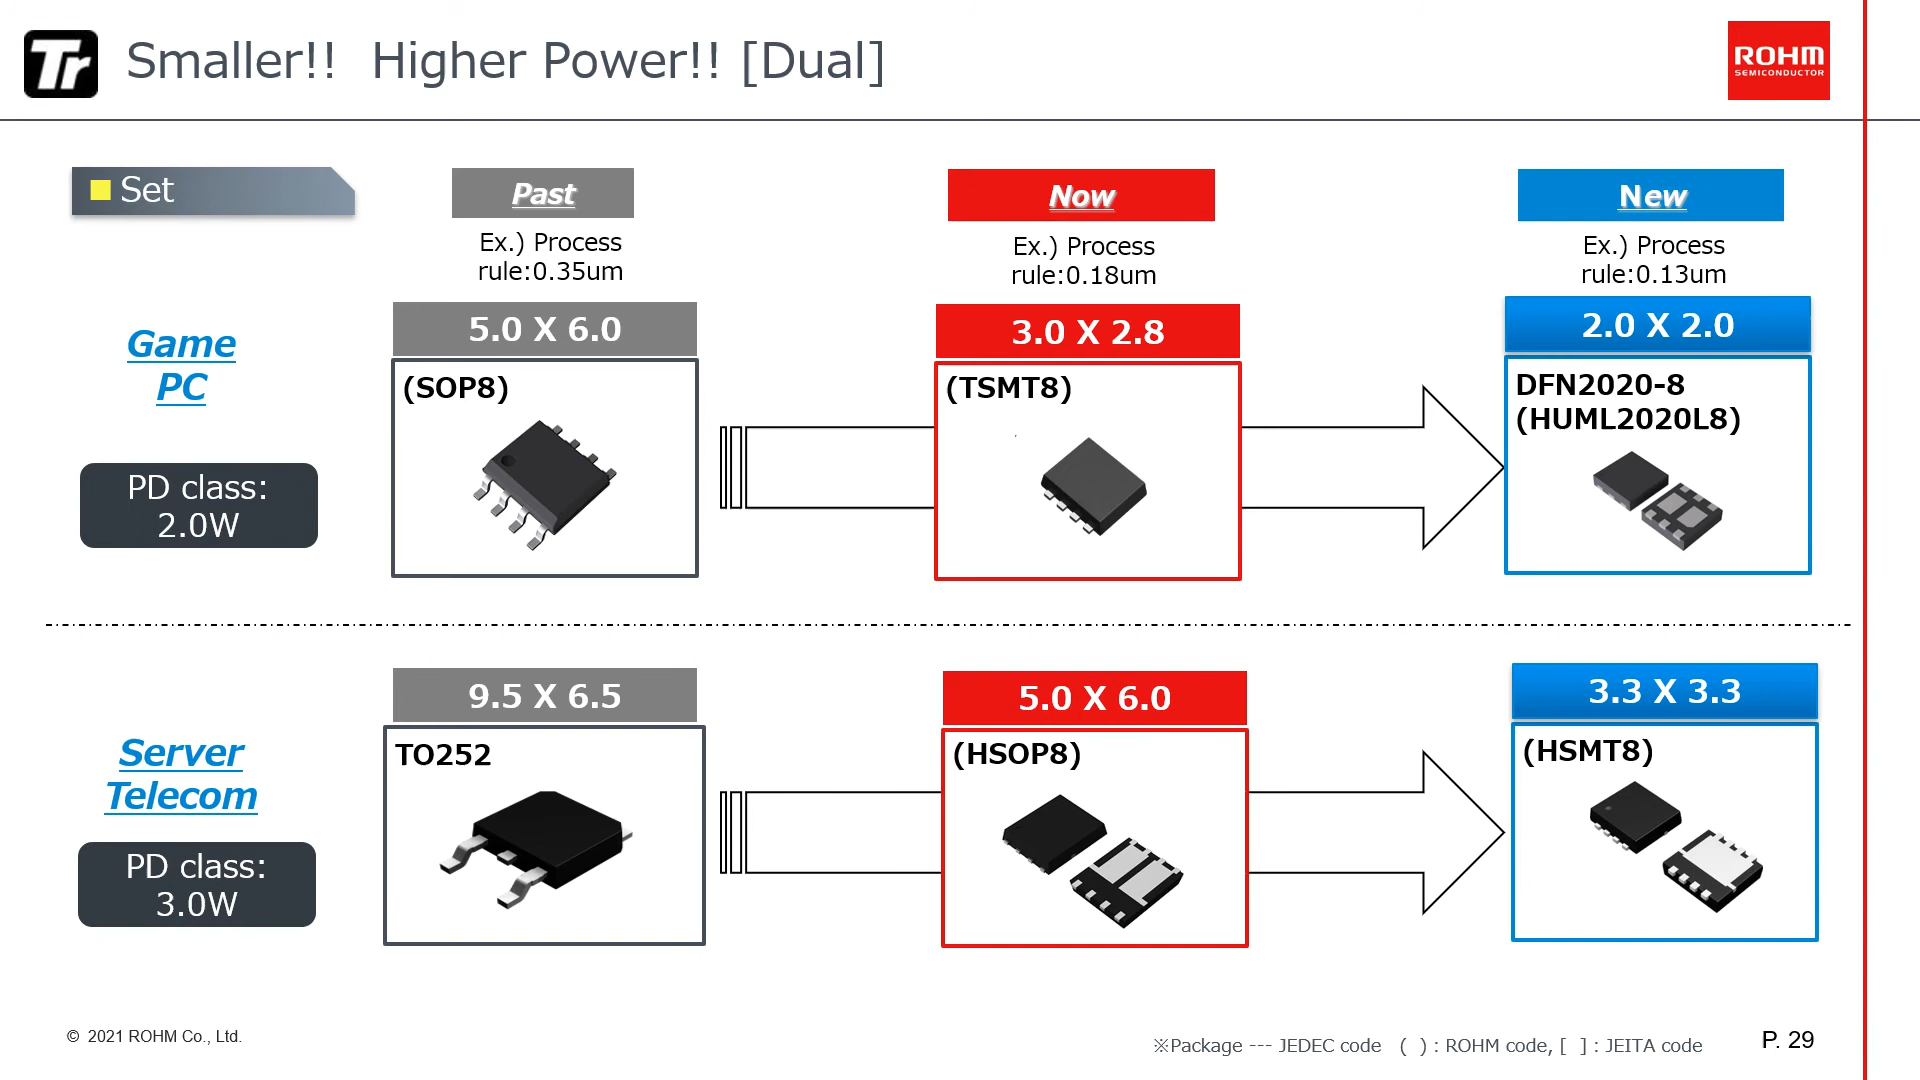 Tr
Smaller!!  Higher Power!! [Dual]
ROHM
SEMICONDUCTOR
Set
Past
Ex.) Process
rule:0.35um
Now
Ex.) Process
rule:0.18um
New
Ex.) Process
rule:0.13um
Game
PC
PD class:
2.0W
5.0 X 6.0
(SOP8)
3.0 X 2.8
(TSMT8)
2.0 X 2.0
DFN2020-8
(HUML2020L8)
Server
Telecom
PD class:
3.0W
9.5 X 6.5
TO252
5.0 X 6.0
(HSOP8)
3.3 X 3.3
(HSMT8)
© 2021 ROHM Co., Ltd.
※Package --- JEDEC code  ( ) : ROHM code, [ ] : JEITA code
P. 29